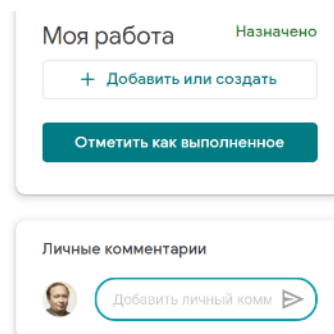 Моя работа
Назначено
+ Добавить или создать
Отметить как выполненное
Личные комментарии
Добавить личный комм